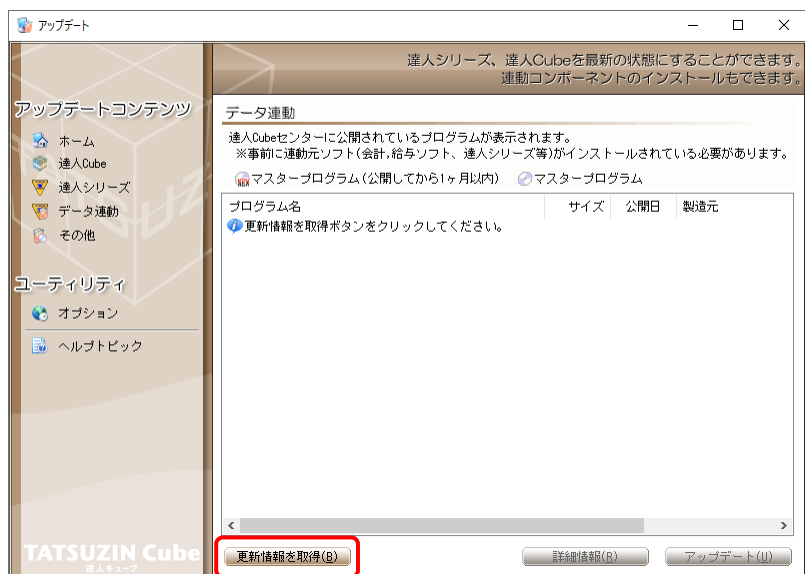 アップデート
達人シリーズ、達人Cubeを最新の状態にすることができます。
連動コンポーネントのインストールもできます。
アップデートコンテンツ
ホーム
達人Cube
達人シリーズ
データ連動
その他
ユーティリティ
オプション
ヘルプトピック
TATSUZIN Cube
達人キューブ
データ連動
達人Cubeセンターに公開されているプログラムが表示されます。
※事前に連動元ソフト(会計,給与ソフト、達人シリーズ等)がインストールされている必要があります。
NEW マスタープログラム(公開してから1ヶ月以内) マスタープログラム
プログラム名 サイズ 公開日 製造元
更新情報を取得ボタンをクリックしてください。
更新情報を取得(B) 詳細情報(R) アップデート(U)